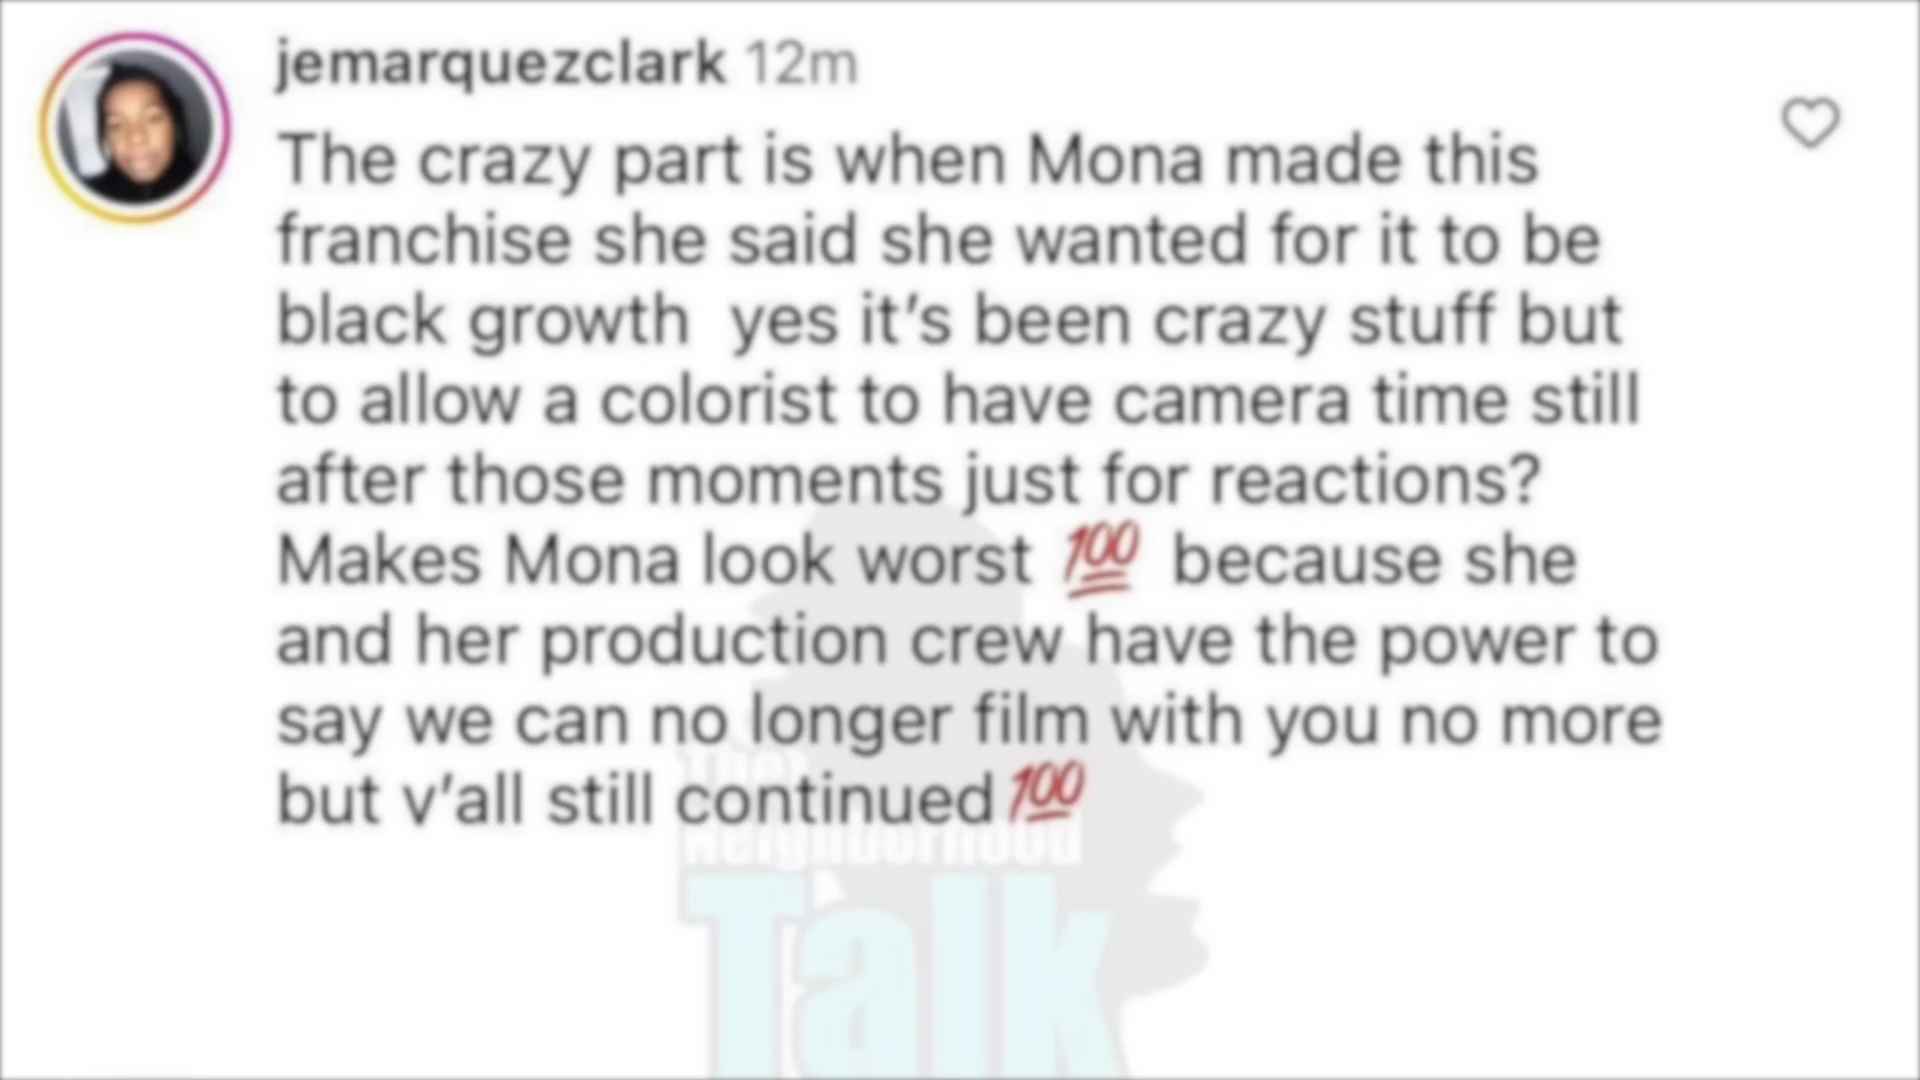 jemarquezclark 12m
The crazy part is when Mona made this
franchise she said she wanted for it to be
black growth  yes it’s been crazy stuff but
to allow a colorist to have camera time still
after those moments just for reactions?
Makes Mona look worst 💯 because she
and her production crew have the power to
say we can no longer film with you no more
but y’all still continued💯
The
Neighborhood
Talk